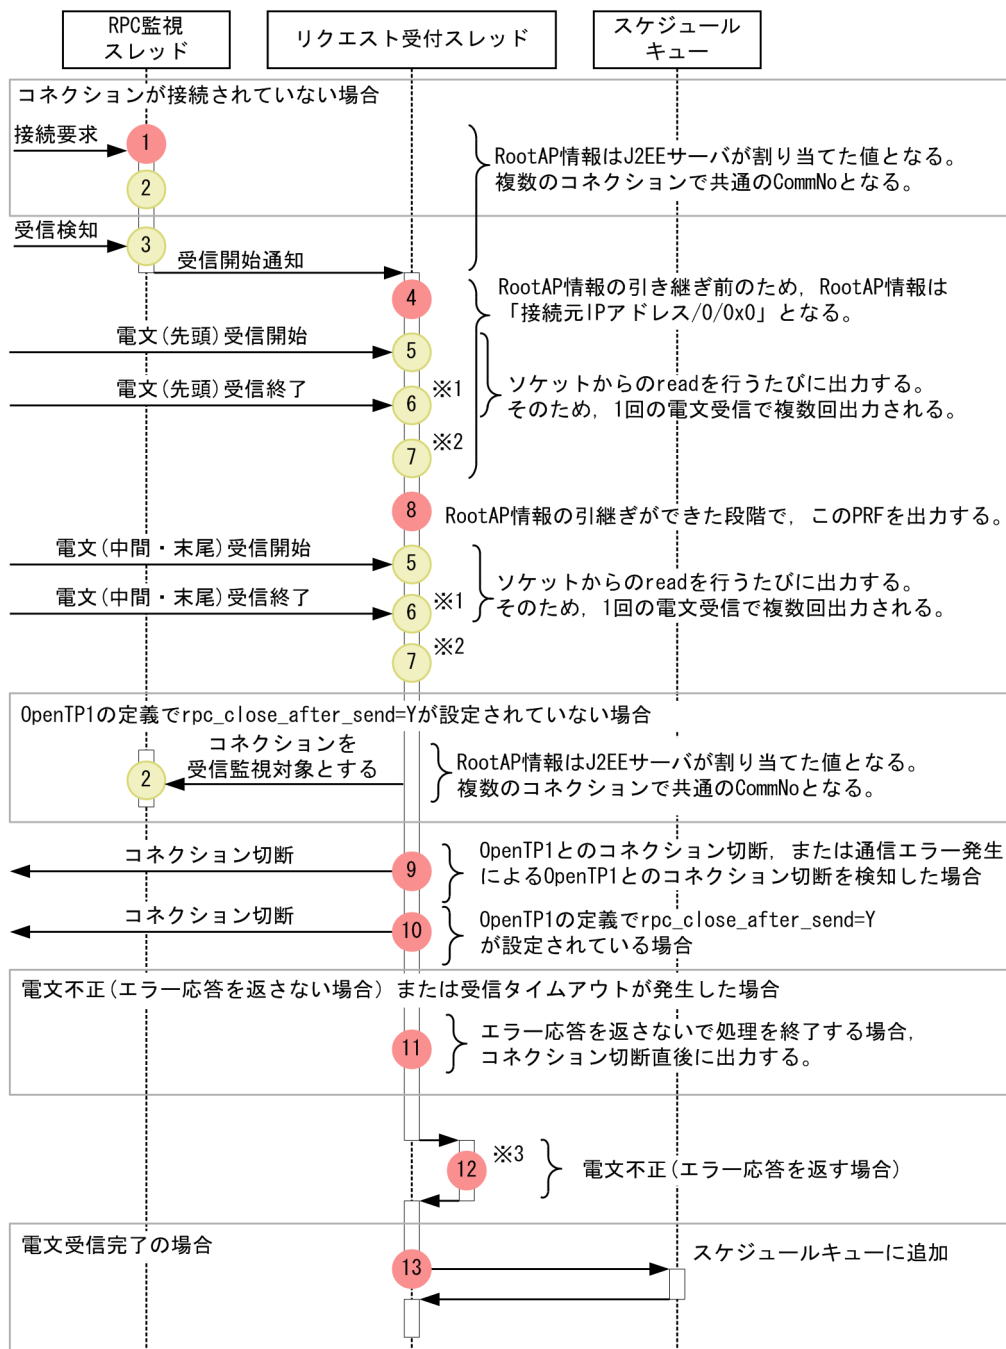 RPC監視
スレッド
リクエスト受付スレッド
スケジュール
キュー
コネクションが接続されていない場合
接続要求
1
RootAP情報はJ2EEサーバが割り当てた値となる。
複数のコネクションで共通のCommNoとなる。
2
受信検知
3
受信開始通知
4
RootAP情報の引き継ぎ前のため，RootAP情報は
「接続元IPアドレス/0/0x0」となる。
電文(先頭)受信開始
5
電文(先頭)受信終了
6
※1
ソケットからのreadを行うたびに出力する。
そのため，1回の電文受信で複数回出力される。
7
※2
8
RootAP情報の引継ぎができた段階で，このPRFを出力する。
電文(中間・末尾)受信開始
5
電文(中間・末尾)受信終了
6
※1
ソケットからのreadを行うたびに出力する。
そのため，1回の電文受信で複数回出力される。
7
※2
OpenTP1の定義でrpc_close_after_send=Yが設定されていない場合
コネクションを
受信監視対象とする
2
RootAP情報はJ2EEサーバが割り当てた値となる。
複数のコネクションで共通のCommNoとなる。
コネクション切断
9
OpenTP1とのコネクション切断，または通信エラー発生
によるOpenTP1とのコネクション切断を検知した場合
コネクション切断
10
OpenTP1の定義でrpc_close_after_send=Y
が設定されている場合
電文不正(エラー応答を返さない場合)または受信タイムアウトが発生した場合
11
エラー応答を返さないで処理を終了する場合，
コネクション切断直後に出力する。
12
※3
電文不正(エラー応答を返す場合)
電文受信完了の場合
13
スケジュールキューに追加